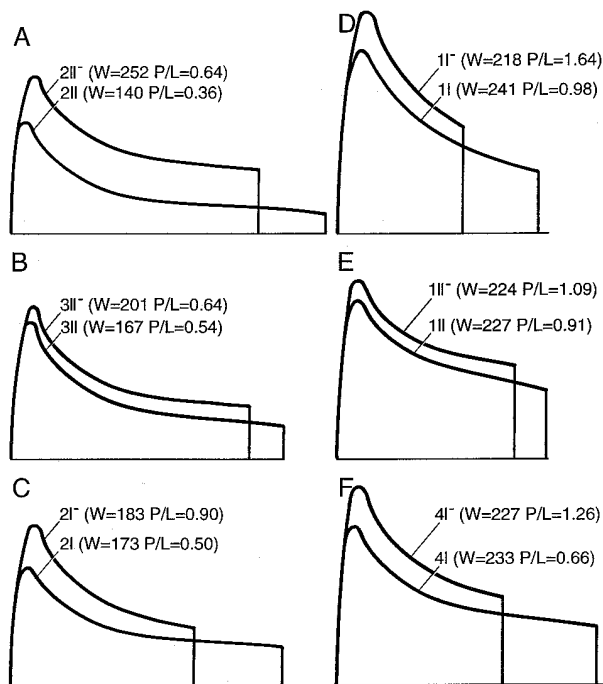 A
2II- (W=252 P/L=0.64)
2II (W=140 P/L=0.36)
B
3II- (W=201 P/L=0.64)
3II (W=167 P/L=0.54)
C
2I- (W=183 P/L=0.90)
2I (W=173 P/L=0.50)
D
1I- (W=218 P/L=1.64)
1I (W=241 P/L=0.98)
E
1II- (W=224 P/L=1.09)
1II (W=227 P/L=0.91)
F
4I- (W=227 P/L=1.26)
4I (W=233 P/L=0.66)